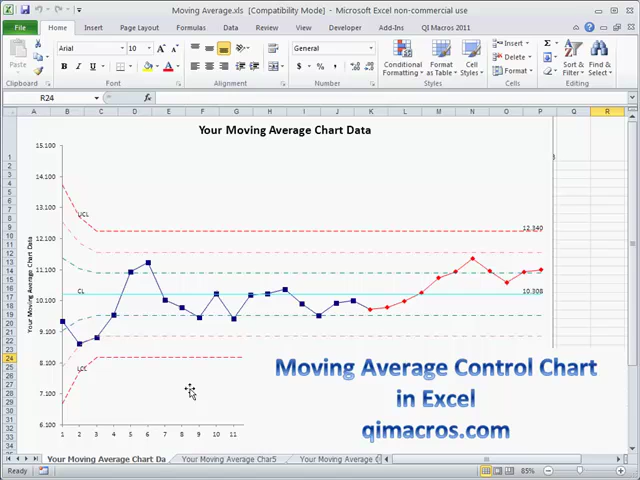 Moving Average.xls [Compatibility Mode] - Microsoft Excel non-commercial use
File Home Insert Page Layout Formulas Data Review View Developer Add-Ins QI Macros 2011
Arial 10 General Insert Σ
Paste B I U A A $ % , Conditional Formatting Format as Table Cell Styles Delete Format Sort & Filter Find & Select
Clipboard Font Alignment Number Styles Cells Editing
R24 fx
A B C D E F G H I J K L M N O P Q R
Your Moving Average Chart Data
15.100
14.100
13.100
UCL
12.340
12.100
11.100
CL 10.308
10.100
9.100
8.100
LCL
7.100
6.100
Your Moving Average Chart Data
1 2 3 4 5 6 7 8 9 10 11
Moving Average Control Chart
in Excel
qimacros.com
Your Moving Average Chart Da Your Moving Average Char5 Your Moving Average
Ready 85%